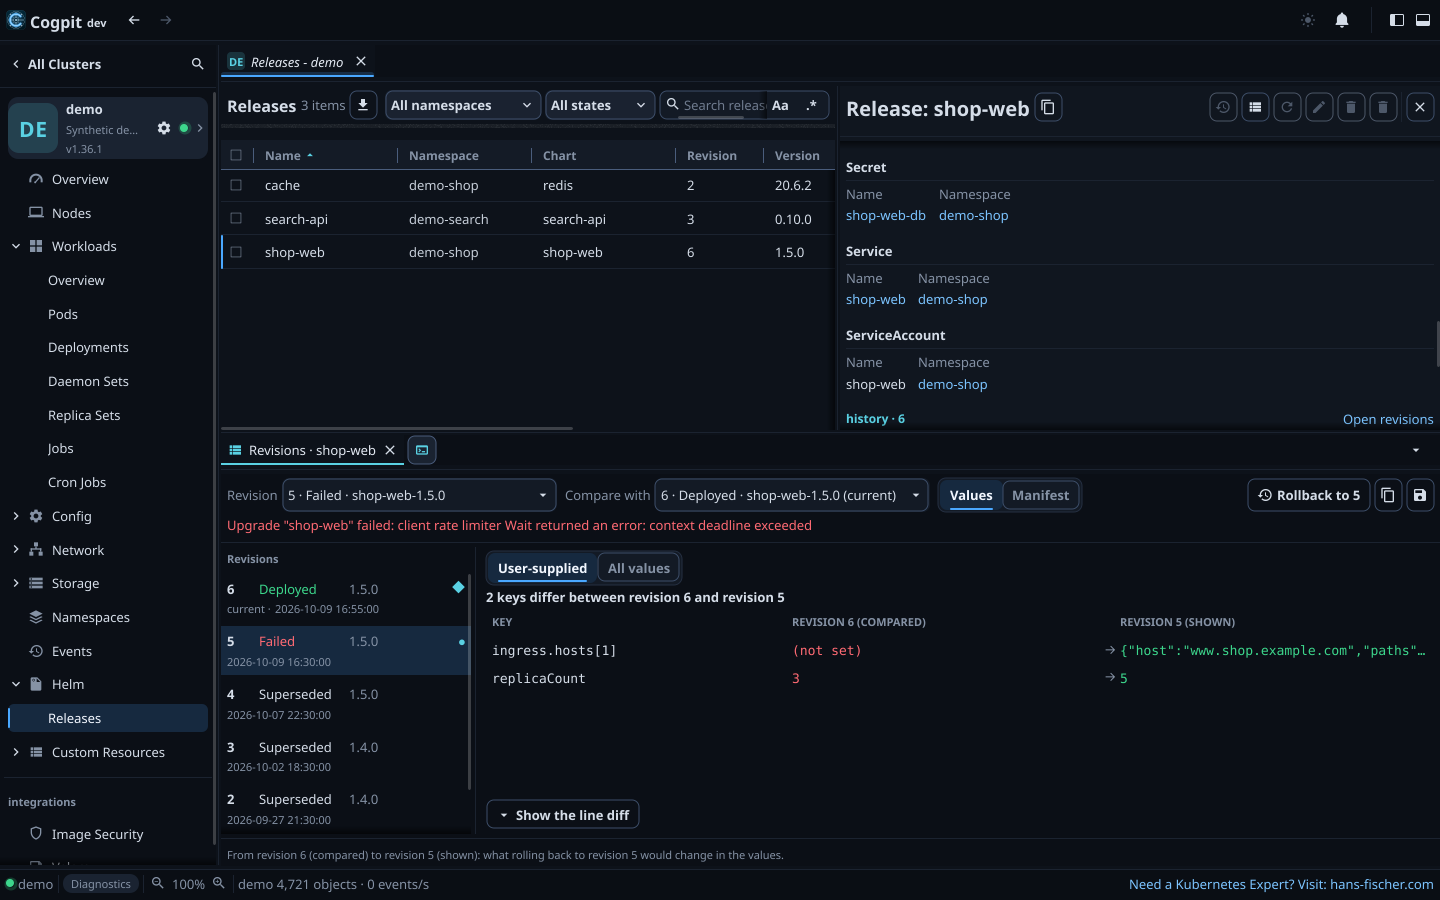 Cogpit dev
All Clusters
DE
demo
Synthetic de...
v1.36.1
Overview
Nodes
Workloads
Overview
Pods
Deployments
Daemon Sets
Replica Sets
Jobs
Cron Jobs
Config
Network
Storage
Namespaces
Events
Helm
Releases
Custom Resources
integrations
Image Security
DE Releases - demo
Releases 3 items
All namespaces
All states
Search releas
Aa
.*
Name Namespace Chart Revision Version
cache demo-shop redis 2 20.6.2
search-api demo-search search-api 3 0.10.0
shop-web demo-shop shop-web 6 1.5.0
Release: shop-web
Secret
Name Namespace
shop-web-db demo-shop
Service
Name Namespace
shop-web demo-shop
ServiceAccount
Name Namespace
shop-web demo-shop
history · 6 Open revisions
Revisions · shop-web
Revision 5 · Failed · shop-web-1.5.0 Compare with 6 · Deployed · shop-web-1.5.0 (current) Values Manifest Rollback to 5
Upgrade "shop-web" failed: client rate limiter Wait returned an error: context deadline exceeded
Revisions
6 Deployed 1.5.0
current · 2026-10-09 16:55:00
5 Failed 1.5.0
2026-10-09 16:30:00
4 Superseded 1.5.0
2026-10-07 22:30:00
3 Superseded 1.4.0
2026-10-02 18:30:00
2 Superseded 1.4.0
2026-09-27 21:30:00
User-supplied All values
2 keys differ between revision 6 and revision 5
KEY REVISION 6 (COMPARED) REVISION 5 (SHOWN)
ingress.hosts[1] (not set) → {"host":"www.shop.example.com","paths"…
replicaCount 3 → 5
Show the line diff
From revision 6 (compared) to revision 5 (shown): what rolling back to revision 5 would change in the values.
demo Diagnostics 100% demo 4,721 objects · 0 events/s
Need a Kubernetes Expert? Visit: hans-fischer.com